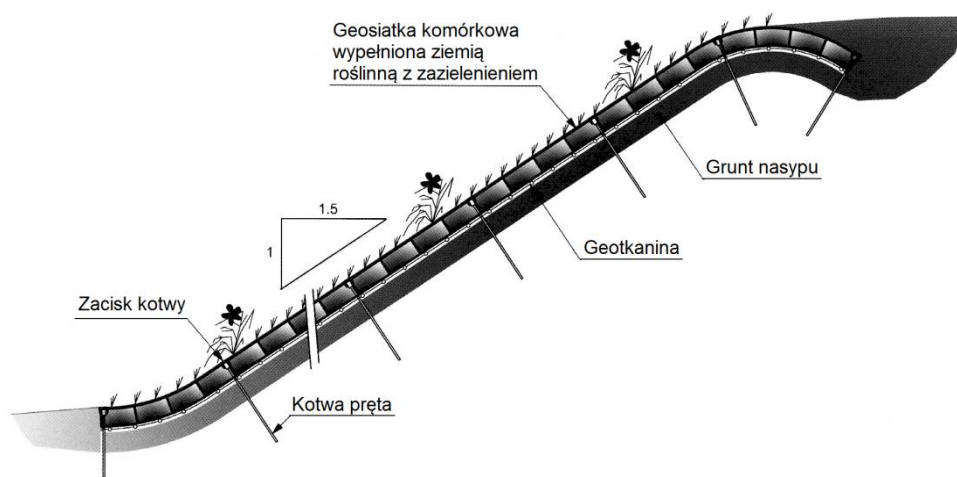 Geosiatka komórkowa
wypełniona ziemią
roślinną z zazielenieniem
Grunt nasypu
1.5
1
Geotkanina
Zacisk kotwy
Kotwa pręta